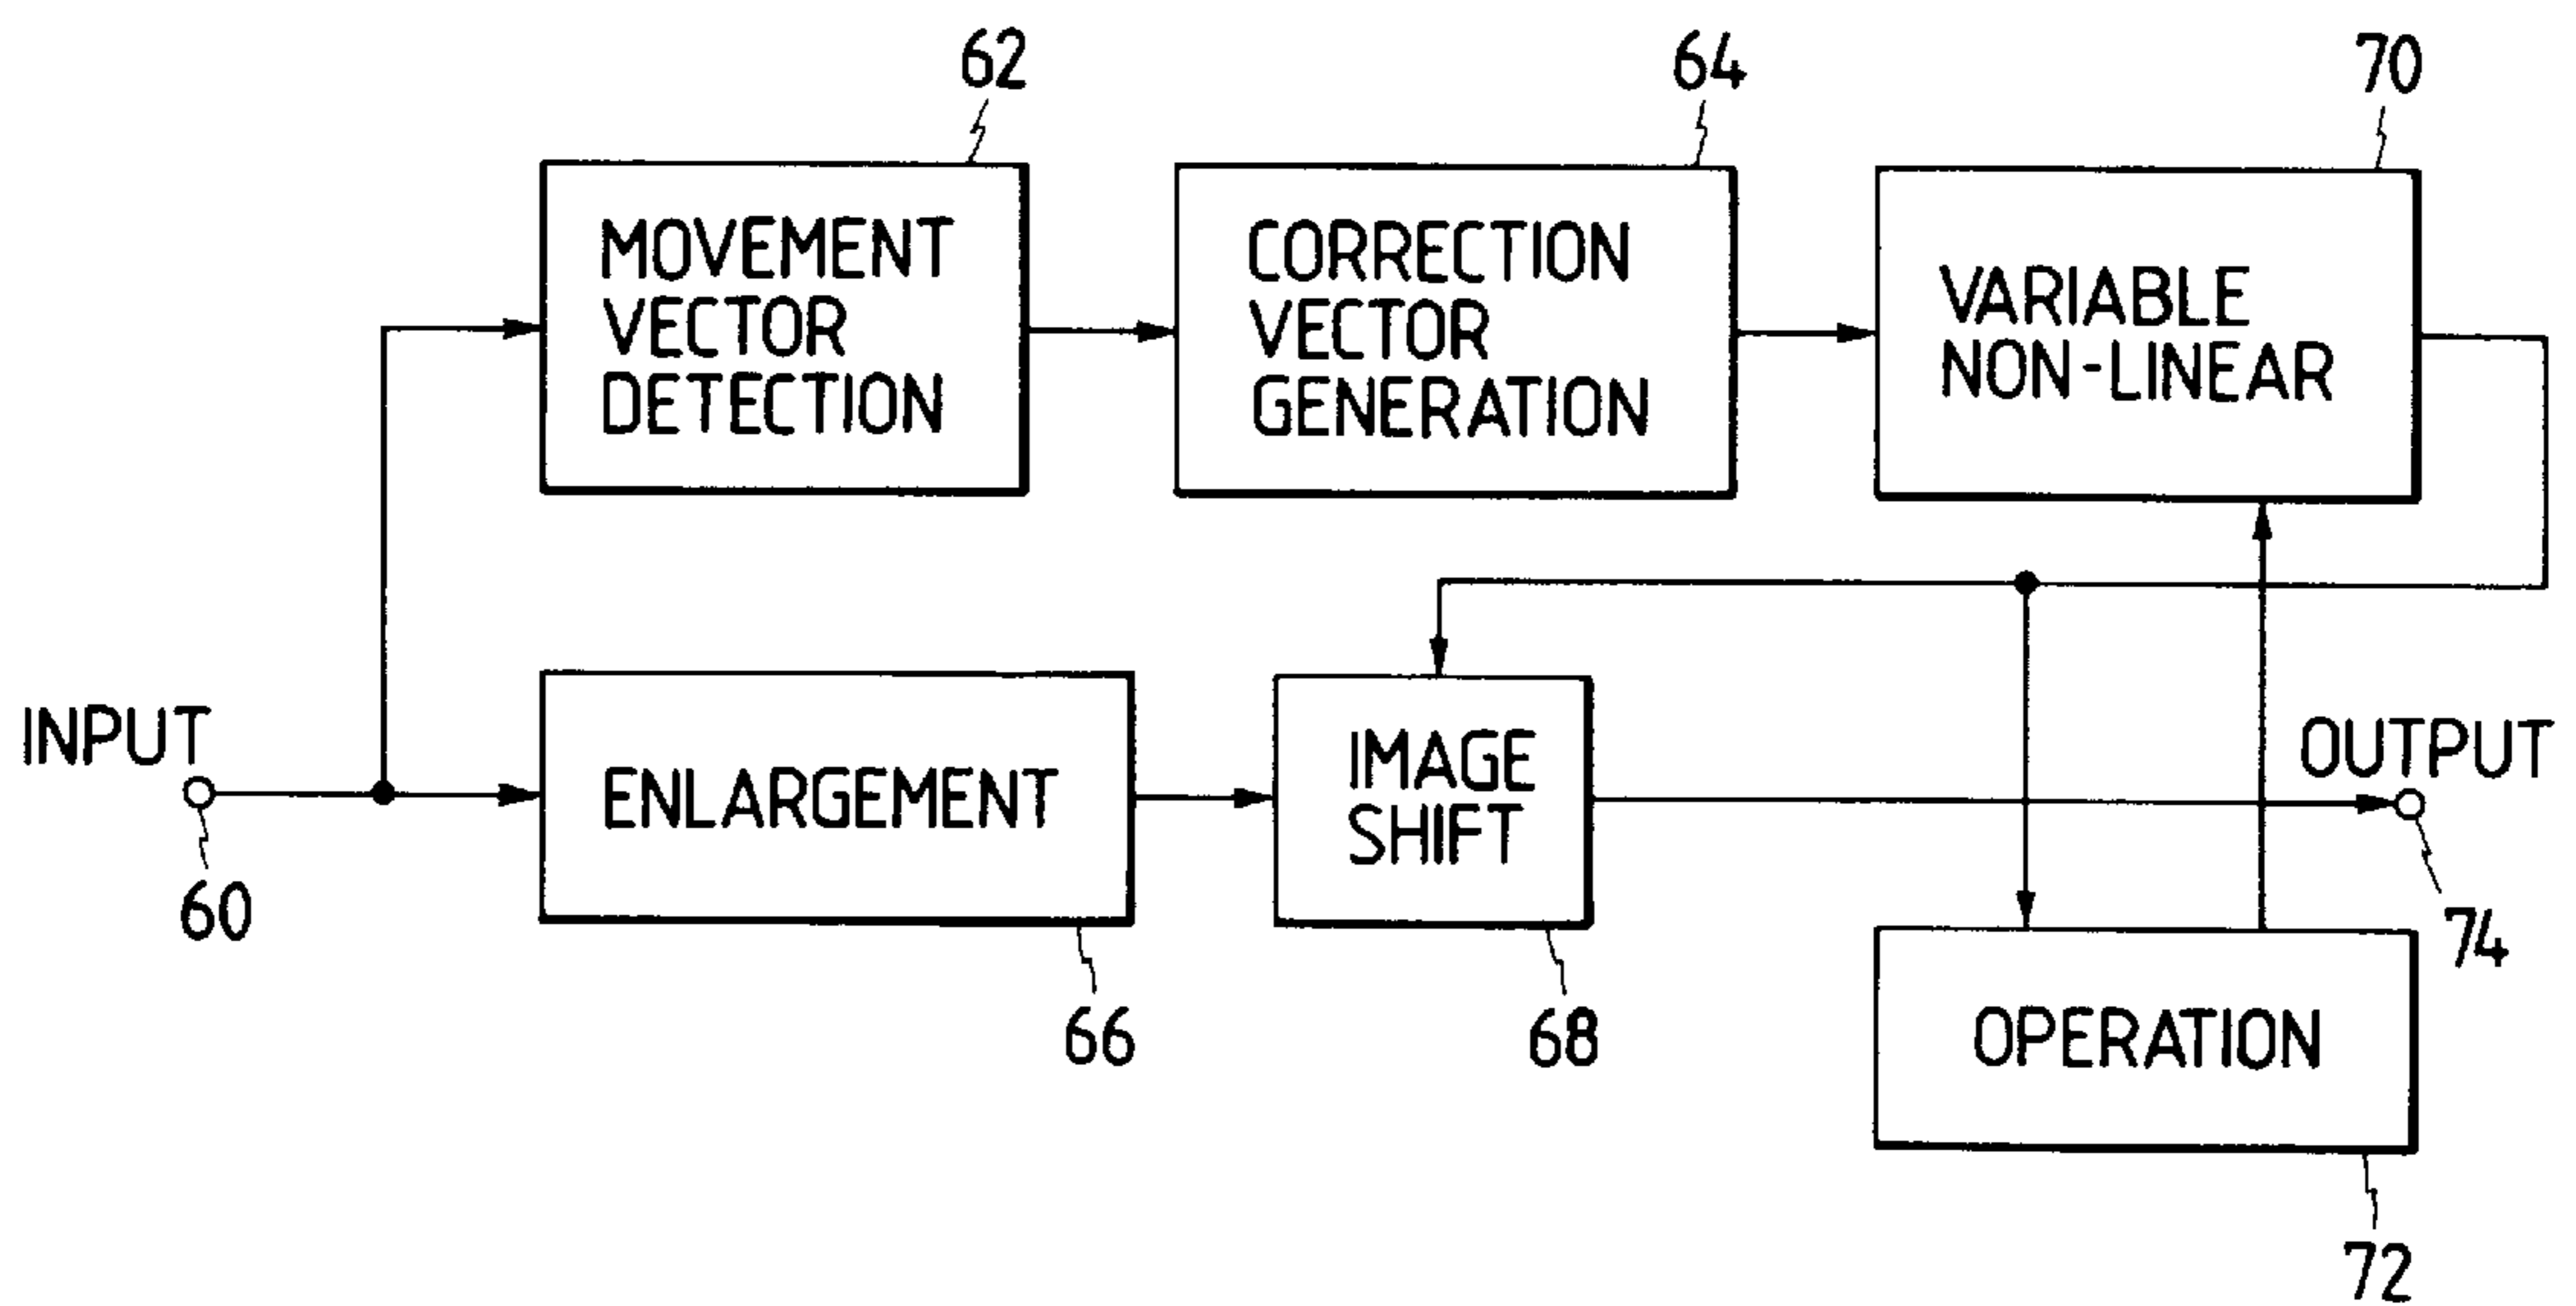 62
64
70
MOVEMENT
VECTOR
DETECTION
CORRECTION
VECTOR
GENERATION
VARIABLE
NON-LINEAR
INPUT
60
ENLARGEMENT
66
IMAGE
SHIFT
68
OUTPUT
74
OPERATION
72